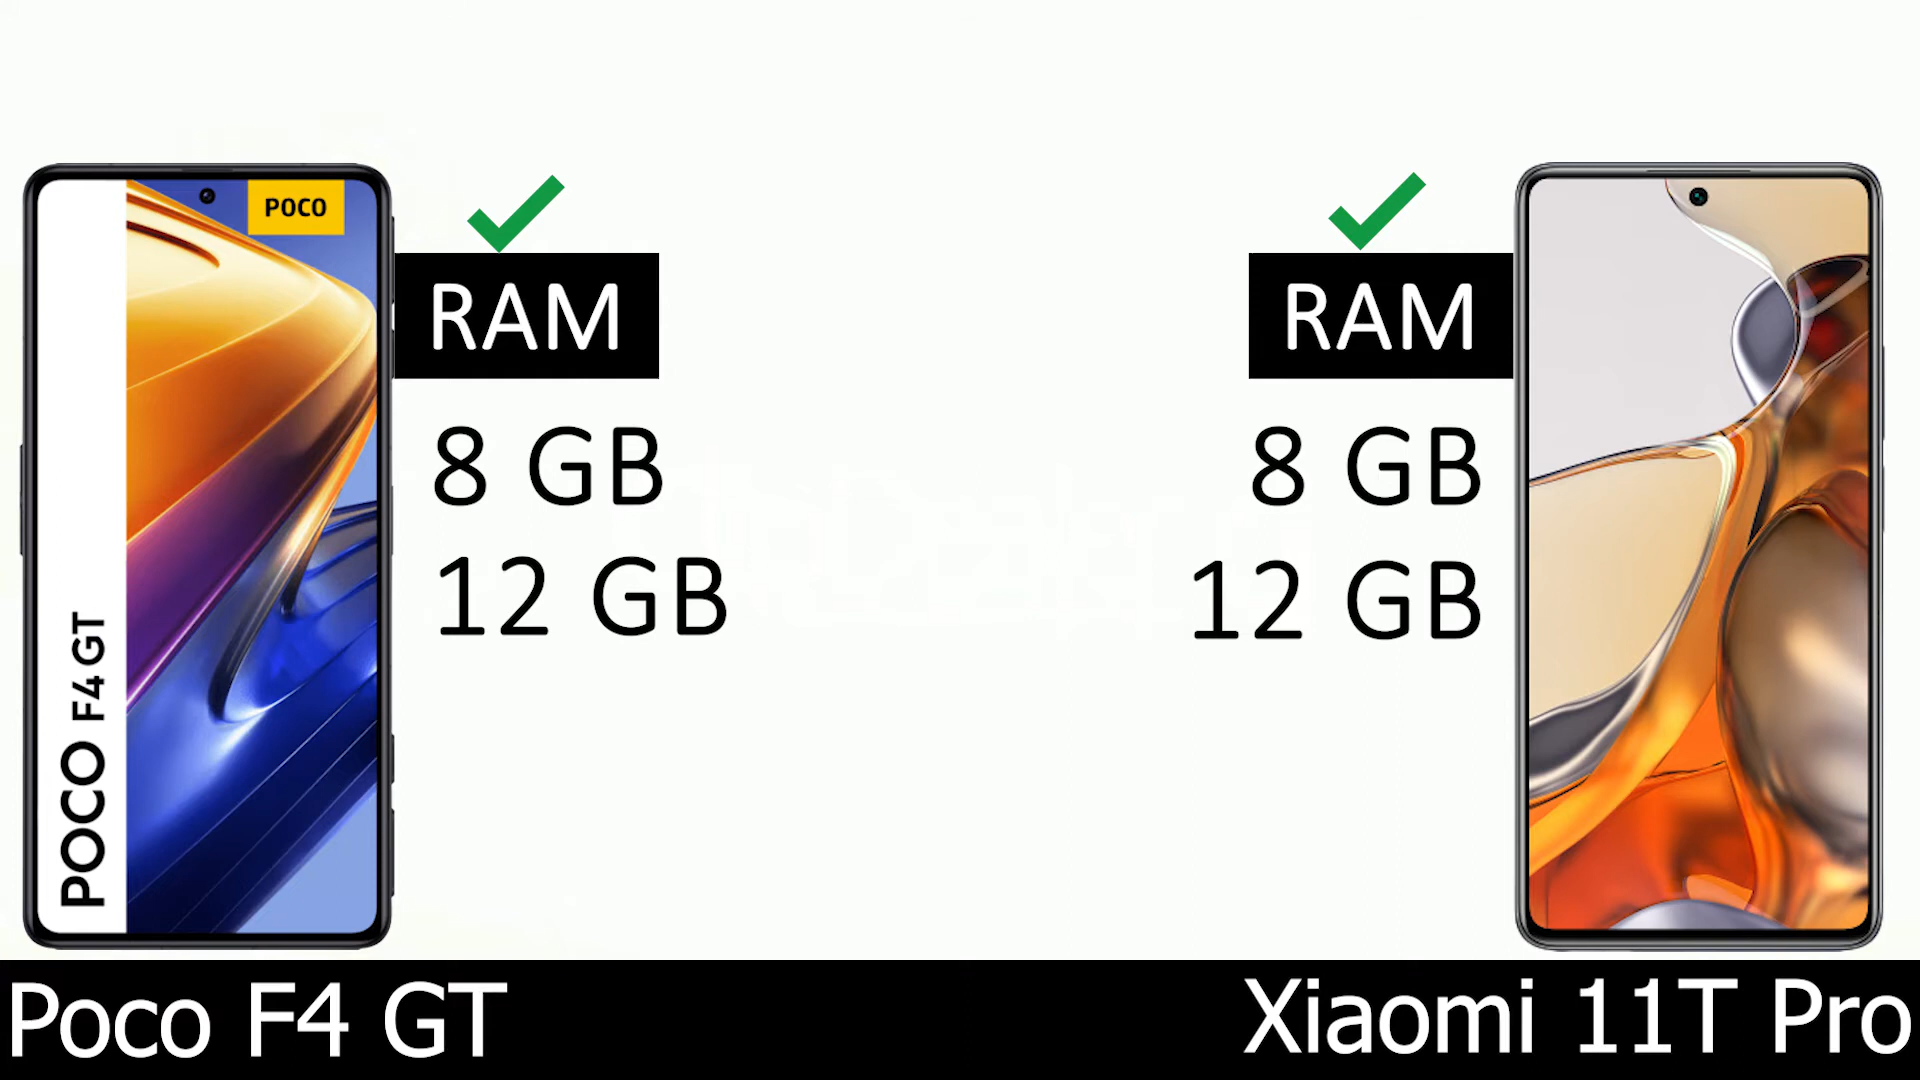 POCO
POCO F4 GT
RAM
8 GB
12 GB
RAM
8 GB
12 GB
Poco F4 GT
Xiaomi 11T Pro